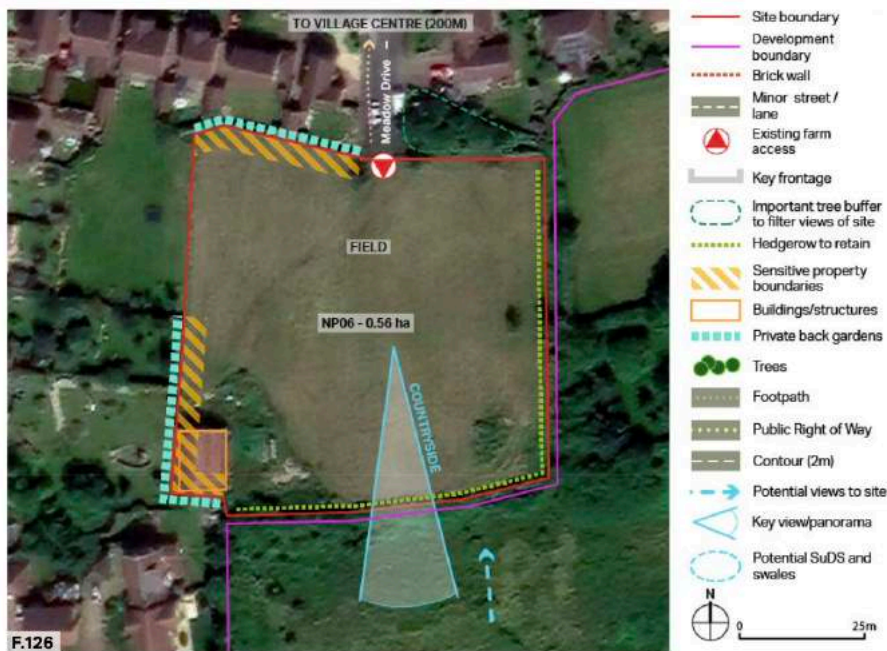 TO VILLAGE CENTRE (200M)
Meadow Drive
FIELD
NP06 - 0.56 ha
COUNTRYSIDE
F.126
Site boundary
Development
boundary
Brick wall
Minor street /
lane
Existing farm
access
Key frontage
Important tree buffer
to filter views of site
Hedgerow to retain
Sensitive property
boundaries
Buildings/structures
Private back gardens
Trees
Footpath
Public Right of Way
Contour (2m)
Potential views to site
Key view/panorama
Potential SuDS and
swales
N
0
25m